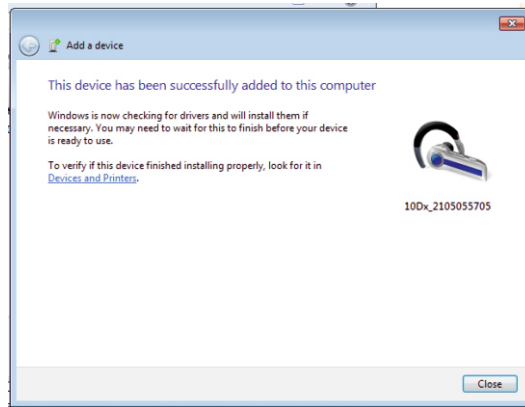 Add a device
This device has been successfully added to this computer
Windows is now checking for drivers and will install them if
necessary. You may need to wait for this to finish before your device
is ready to use.
To verify if this device finished installing properly, look for it in
Devices and Printers.
10Dx_2105055705
Close